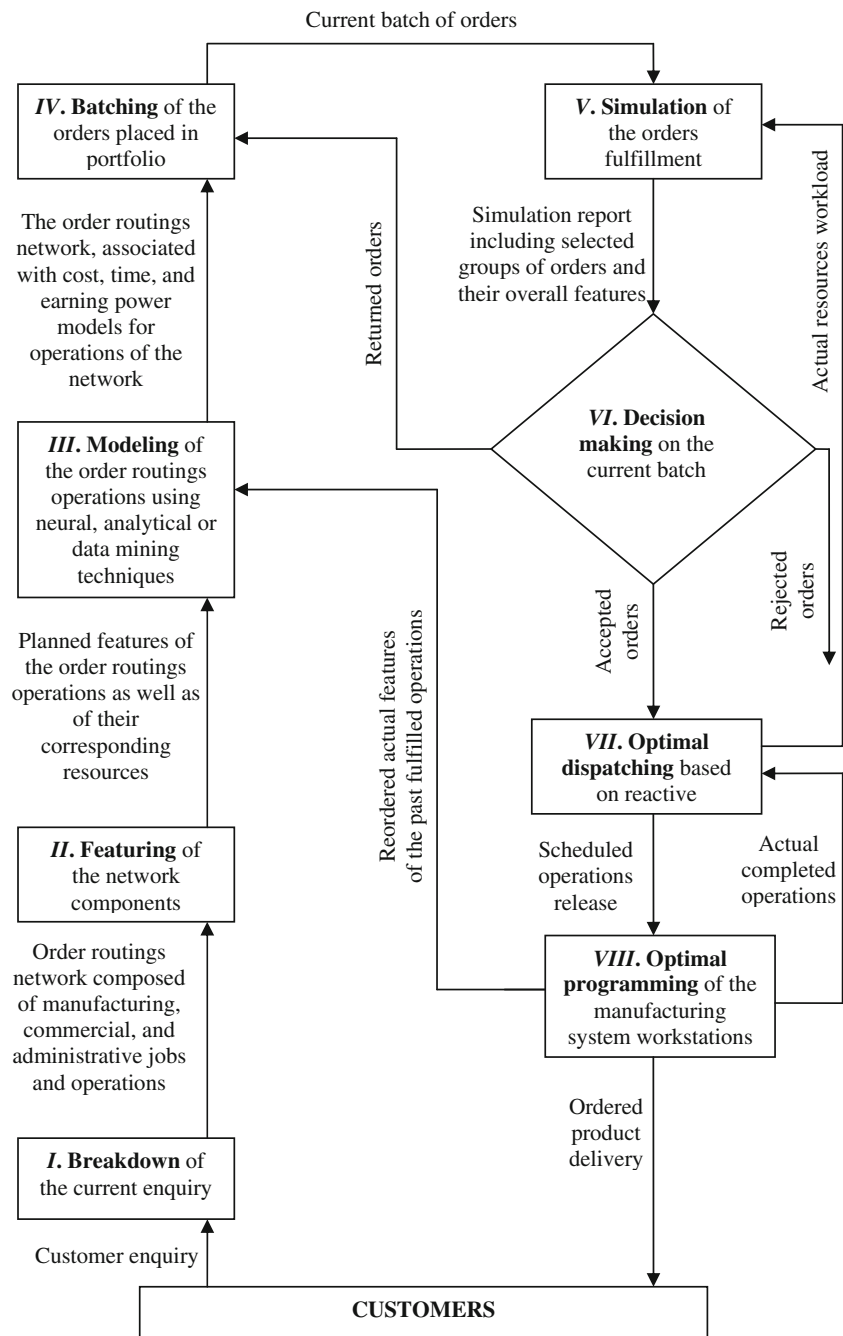 Current batch of orders
IV. Batching of the
orders placed in
portfolio
V. Simulation of
the orders
fulfillment
The order routings
network, associated
with cost, time, and
earning power
models for
operations of the
network
Returned orders
Simulation report
including selected
groups of orders and
their overall features
Actual resources workload
III. Modeling of
the order routings
operations using
neural, analytical or
data mining
techniques
VI. Decision
making on the
current batch
Planned features of
the order routings
operations as well as
of their
corresponding
resources
Reordered actual features
of the past fulfilled operations
Accepted
orders
Rejected
orders
VII. Optimal
dispatching based
on reactive
II. Featuring of
the network
components
Scheduled
operations
release
Actual
completed
operations
Order routings
network composed
of manufacturing,
commercial, and
administrative jobs
and operations
VIII. Optimal
programming of the
manufacturing
system workstations
I. Breakdown of
the current enquiry
Ordered
product
delivery
Customer enquiry
CUSTOMERS